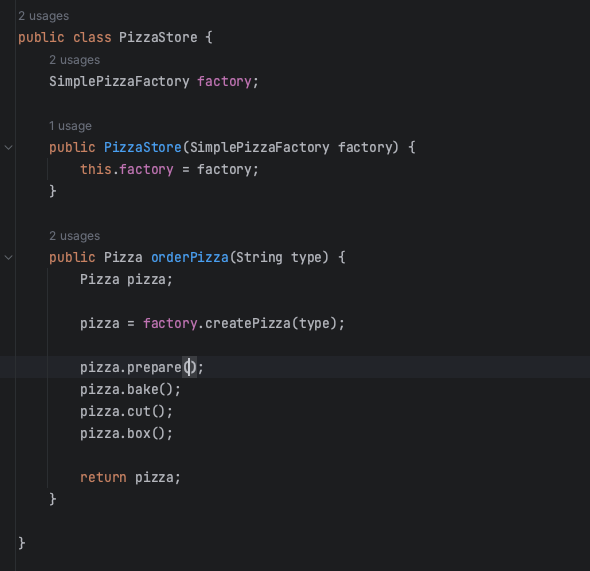 2 usages
public class PizzaStore {
2 usages
SimplePizzaFactory factory;
1 usage
public PizzaStore(SimplePizzaFactory factory) {
this.factory = factory;
}
2 usages
public Pizza orderPizza(String type) {
Pizza pizza;
pizza = factory.createPizza(type);
pizza.prepare();
pizza.bake();
pizza.cut();
pizza.box();
return pizza;
}
}